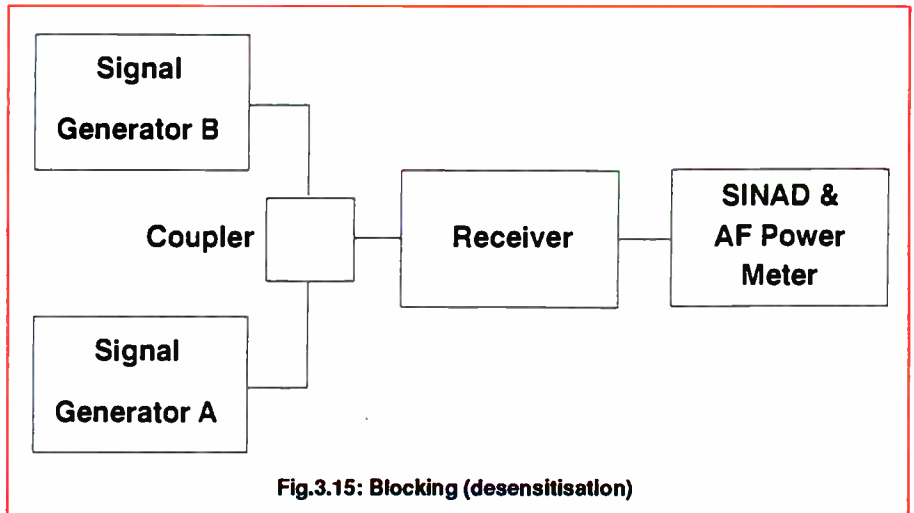 Signal
Generator B
Coupler
Receiver
SINAD &
AF Power
Meter
Signal
Generator A
Fig.3.15: Blocking (desensitisation)